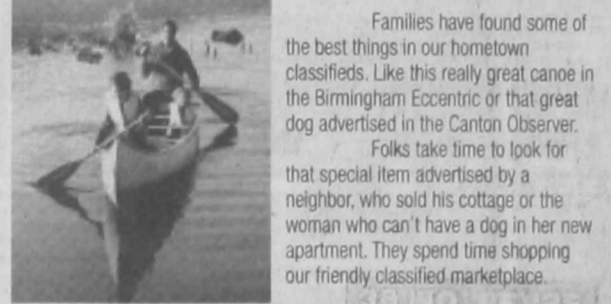 Families have found some of
the best things in our hometown
classifieds. Like this really great canoe in
the Birmingham Eccentric or that great
dog advertised in the Canton Observer.
Folks take time to look for
that special item advertised by a
neighbor, who sold his cottage or the
woman who can't have a dog in her new
apartment. They spend time shopping
our friendly classified marketplace.